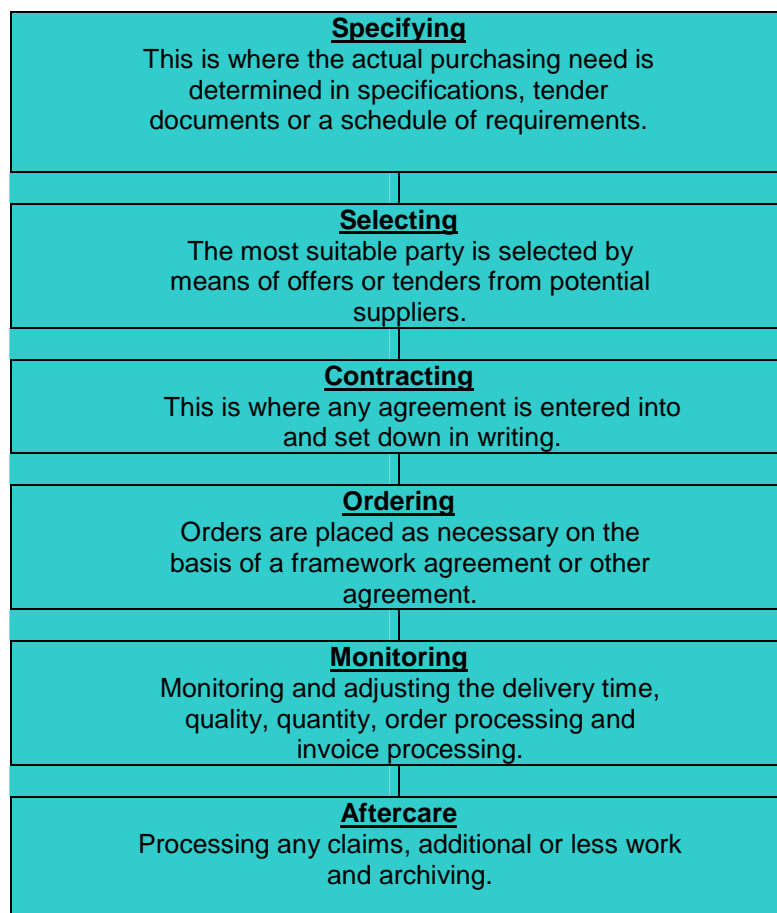 Specifying
This is where the actual purchasing need is
determined in specifications, tender
documents or a schedule of requirements.
Selecting
The most suitable party is selected by
means of offers or tenders from potential
suppliers.
Contracting
This is where any agreement is entered into
and set down in writing.
Ordering
Orders are placed as necessary on the
basis of a framework agreement or other
agreement.
Monitoring
Monitoring and adjusting the delivery time,
quality, quantity, order processing and
invoice processing.
Aftercare
Processing any claims, additional or less work
and archiving.